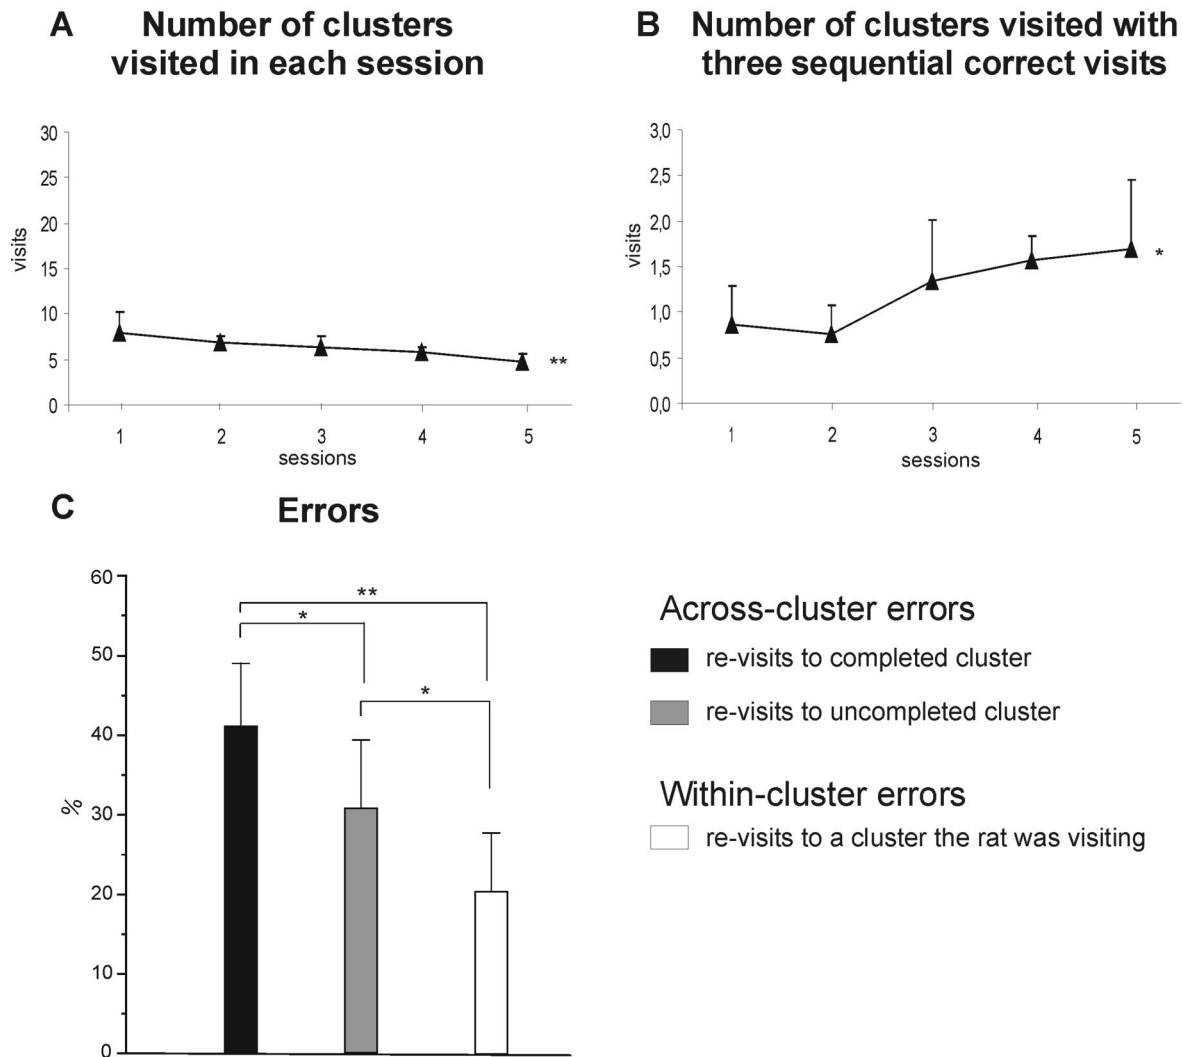 A Number of clusters
visited in each session
30
25
20
15
10
5
0
visits
1 2 3 4 5
sessions
**
B Number of clusters visited with
three sequential correct visits
3,0
2,5
2,0
1,5
1,0
0,5
0,0
visits
1 2 3 4 5
sessions
*
C Errors
60
50
40
30
20
10
0
%
**
*
*
Across-cluster errors
re-visits to completed cluster
re-visits to uncompleted cluster
Within-cluster errors
re-visits to a cluster the rat was visiting